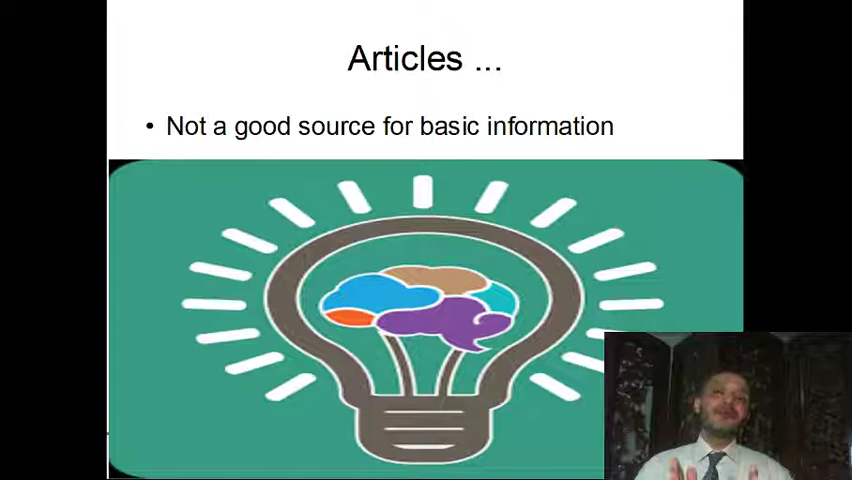 Articles ...
• Not a good source for basic information